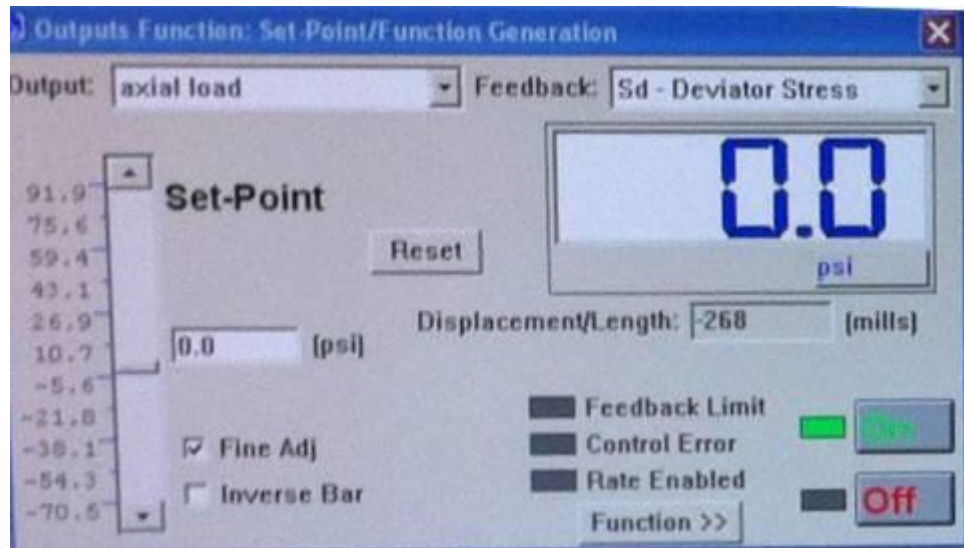 Outputs Function: Set-Point/Function Generation
Output: axial load Feedback: Sd - Deviator Stress
0.0
psi
Set-Point
Reset
Displacement/Length: -268 (mills)
0.0 (psi)
91.9
75.6
59.4
43.1
26.9
10.7
-5.6
-21.8
-38.1
-54.3
-70.5
Fine Adj
Inverse Bar
Feedback Limit
Control Error
Rate Enabled
On
Off
Function >>